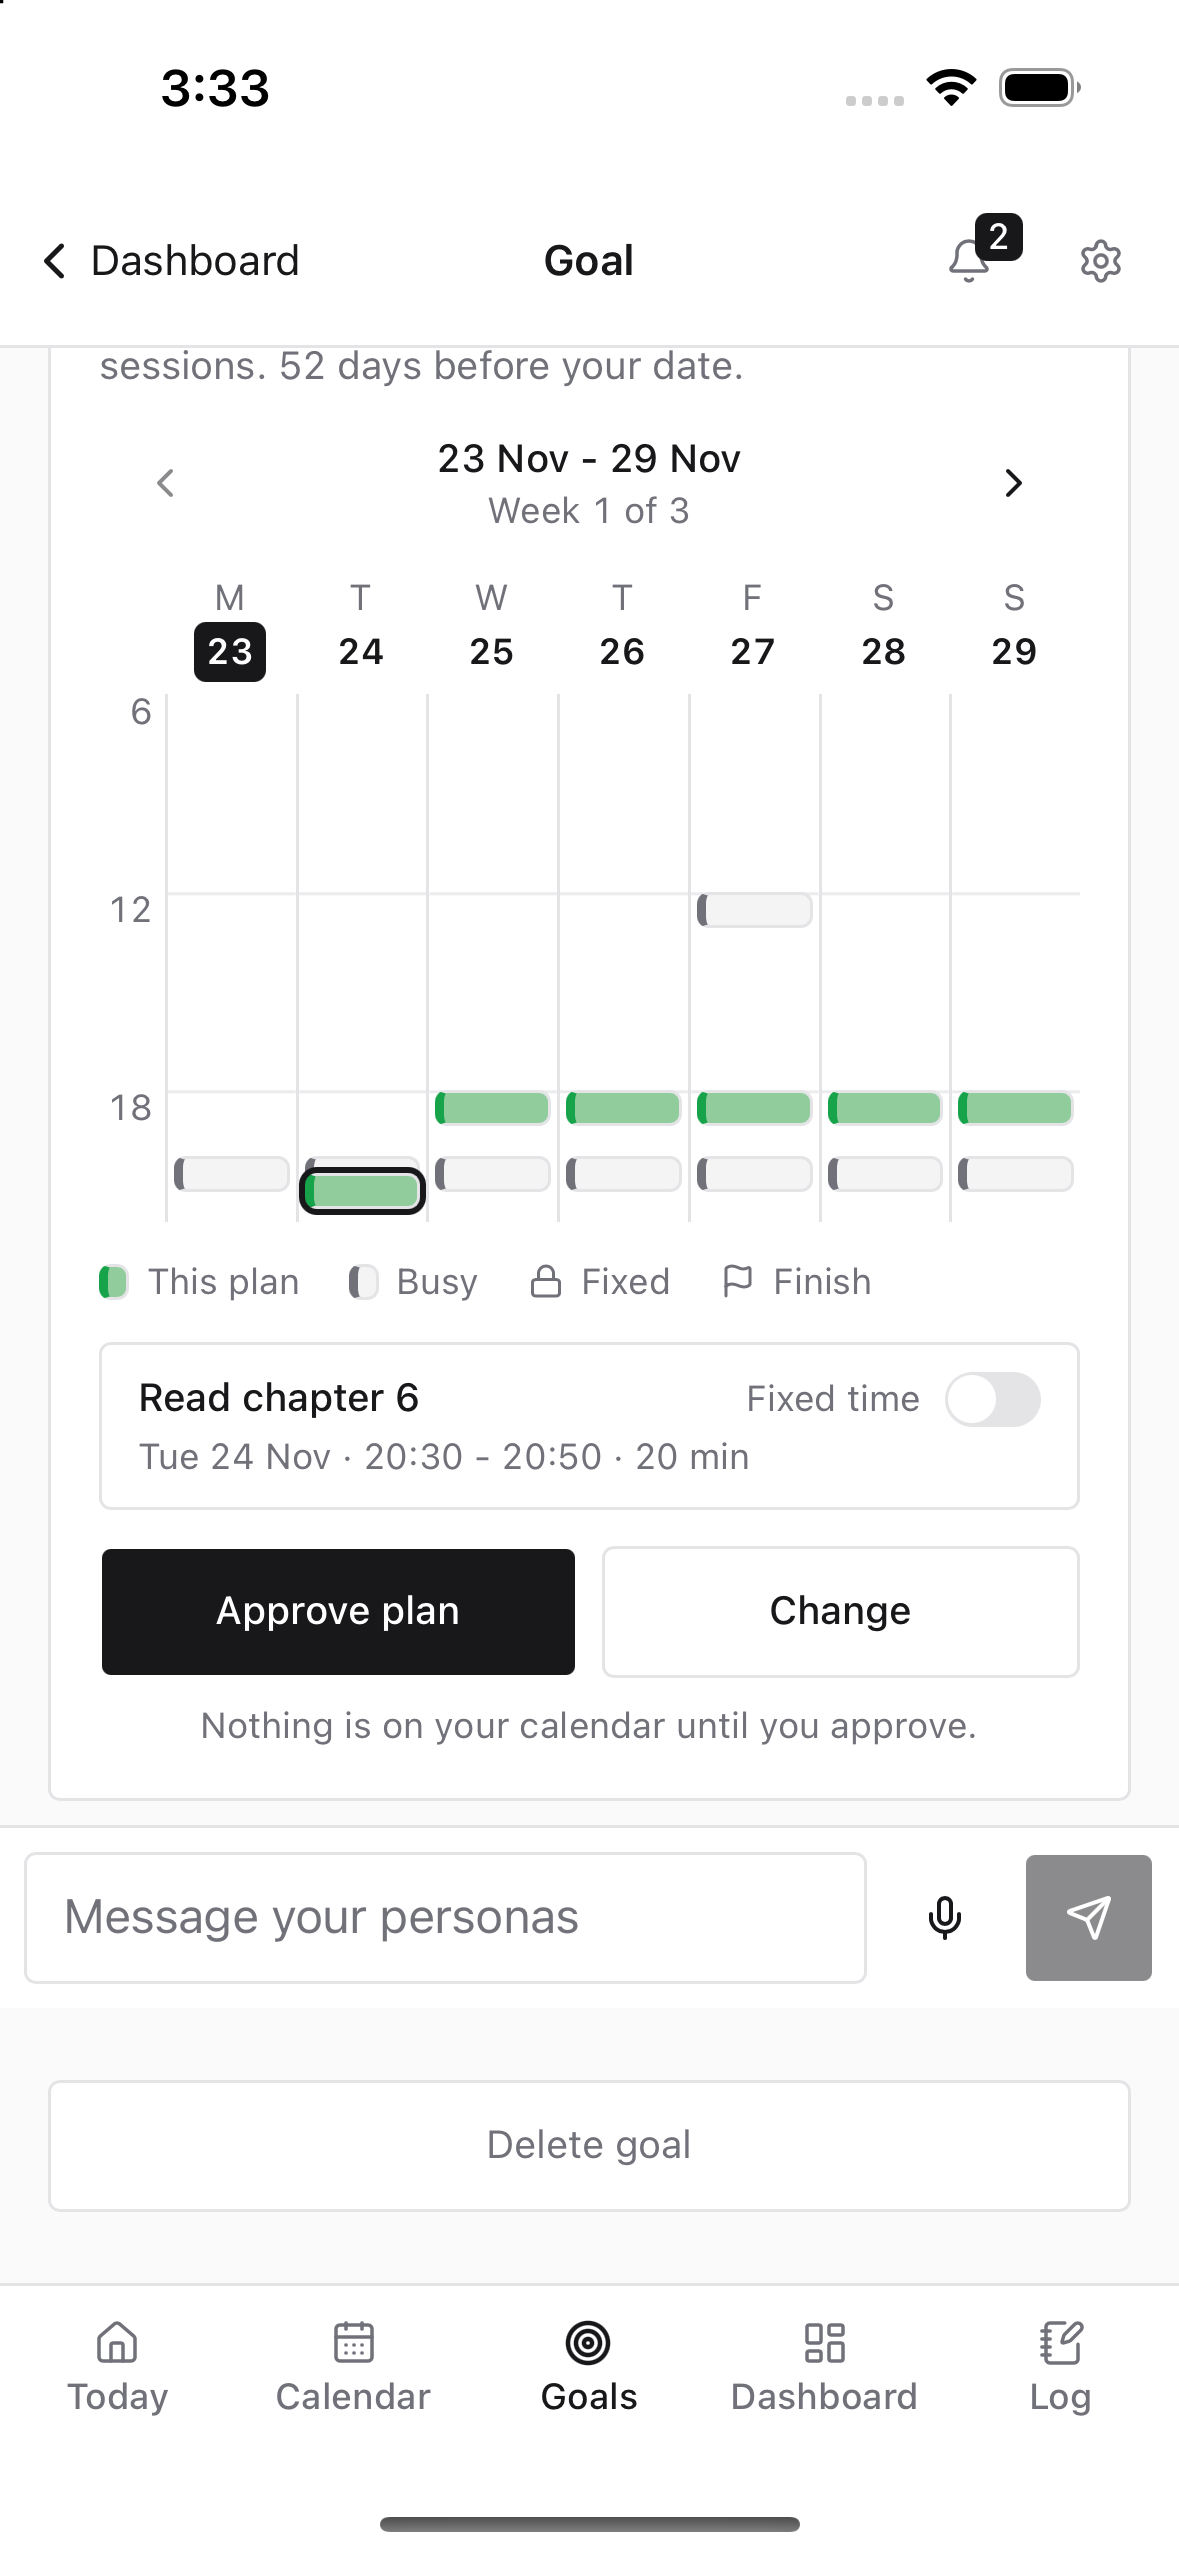 3:33
Dashboard
Goal
2
sessions. 52 days before your date.
23 Nov - 29 Nov
Week 1 of 3
M T W T F S S
23 24 25 26 27 28 29
6
12
18
This plan Busy Fixed Finish
Read chapter 6
Fixed time
Tue 24 Nov · 20:30 - 20:50 · 20 min
Approve plan
Change
Nothing is on your calendar until you approve.
Message your personas
Delete goal
Today Calendar Goals Dashboard Log